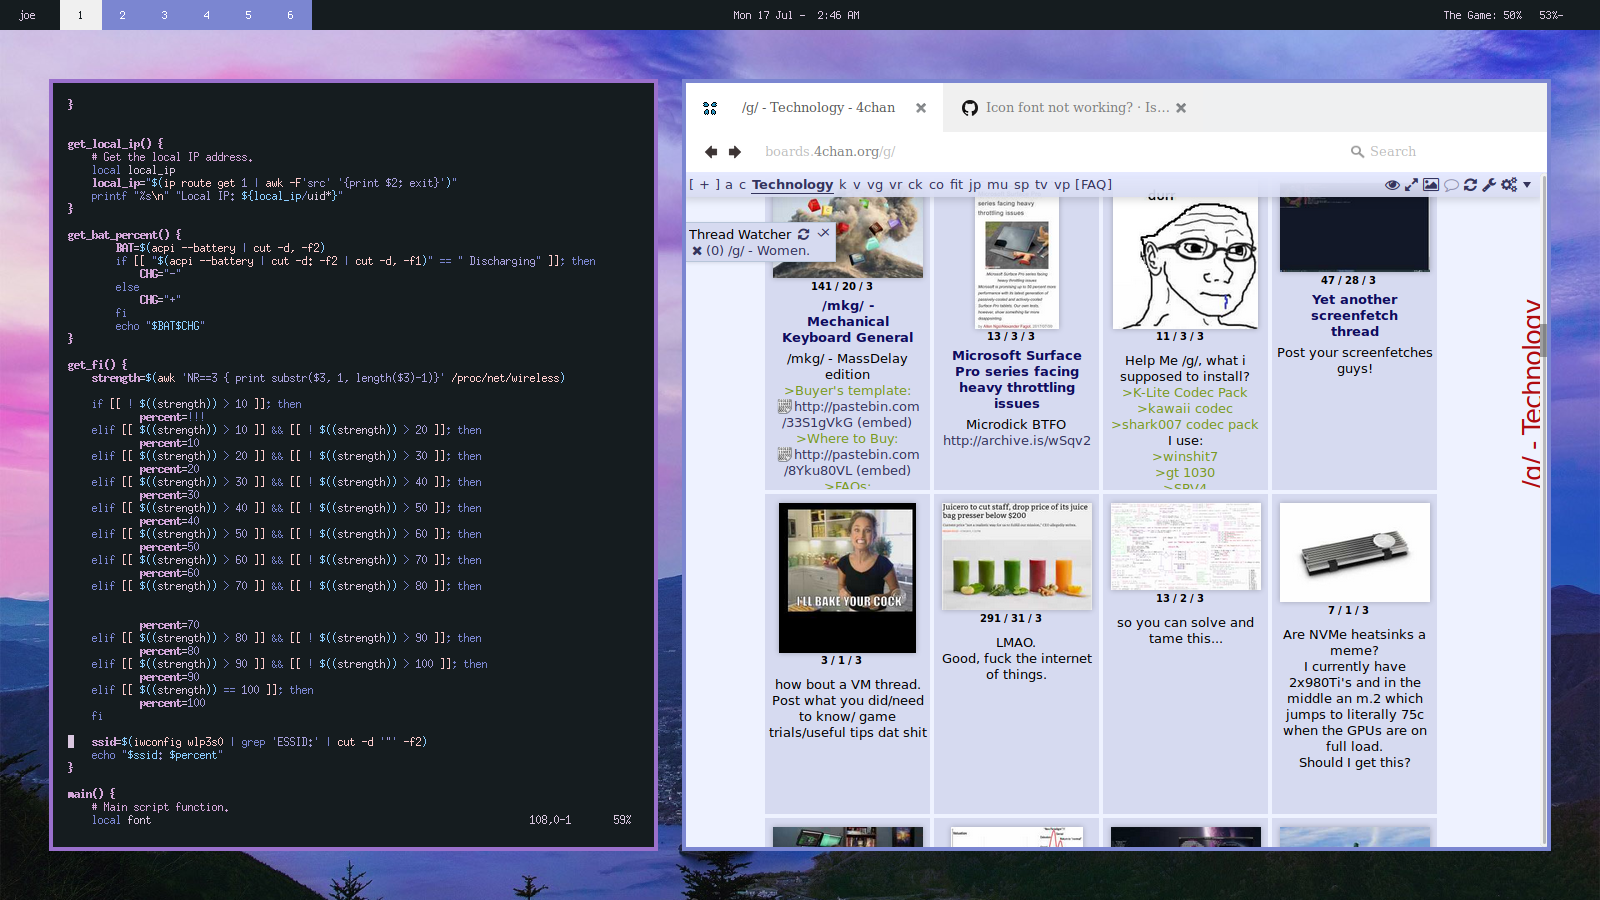 joe 1 2 3 4 5 6 Mon 17 Jul - 2:46 AM The Game: 50% 53%-
}
get_local_ip() {
# Get the local IP address.
local local_ip
local_ip="$(ip route get 1 | awk -F'src' '{print $2; exit}')"
printf "%s\n" "Local IP: ${local_ip/uid*}"
}
get_bat_percent() {
BAT=$(acpi --battery | cut -d, -f2)
if [[ "$(acpi --battery | cut -d: -f2 | cut -d, -f1)" == " Discharging" ]]; then
CHG="-"
else
CHG="+"
fi
echo "$BAT$CHG"
}
get_fi() {
strength=$(awk 'NR==3 { print substr($3, 1, length($3)-1)}' /proc/net/wireless)
if [[ ! $((strength)) > 10 ]]; then
percent=!!!
elif [[ $((strength)) > 10 ]] && [[ ! $((strength)) > 20 ]]; then
percent=10
elif [[ $((strength)) > 20 ]] && [[ ! $((strength)) > 30 ]]; then
percent=20
elif [[ $((strength)) > 30 ]] && [[ ! $((strength)) > 40 ]]; then
percent=30
elif [[ $((strength)) > 40 ]] && [[ ! $((strength)) > 50 ]]; then
percent=40
elif [[ $((strength)) > 50 ]] && [[ ! $((strength)) > 60 ]]; then
percent=50
elif [[ $((strength)) > 60 ]] && [[ ! $((strength)) > 70 ]]; then
percent=60
elif [[ $((strength)) > 70 ]] && [[ ! $((strength)) > 80 ]]; then
percent=70
elif [[ $((strength)) > 80 ]] && [[ ! $((strength)) > 90 ]]; then
percent=80
elif [[ $((strength)) > 90 ]] && [[ ! $((strength)) > 100 ]]; then
percent=90
elif [[ $((strength)) == 100 ]]; then
percent=100
fi
ssid=$(iwconfig wlp3s0 | grep 'ESSID:' | cut -d '"' -f2)
echo "$ssid: $percent"
}
main() {
# Main script function.
local font
108,0-1 59%
/g/ - Technology - 4chan
Icon font not working? · Is...
boards.4chan.org/g/
Search
[ + ] a c Technology k v vg vr ck co fit jp mu sp tv vp [FAQ]
Thread Watcher
(0) /g/ - Women.
141 / 20 / 3
/mkg/ -
Mechanical
Keyboard General
/mkg/ - MassDelay
edition
>Buyer's template:
http://pastebin.com
/33S1gVkG (embed)
>Where to Buy:
http://pastebin.com
/8Yku80VL (embed)
>FAQs:
series facing heavy
throttling issues
Microsoft Surface Pro series facing
heavy throttling issues
13 / 3 / 3
Microsoft Surface
Pro series facing
heavy throttling
issues
Microdick BTFO
http://archive.is/wSqv2
durr
11 / 3 / 3
Help Me /g/, what i
supposed to install?
>K-Lite Codec Pack
>kawaii codec
>shark007 codec pack
I use:
>winshit7
>gt 1030
>SPV4
47 / 28 / 3
Yet another
screenfetch
thread
Post your screenfetches
guys!
/g/ - Technology
I'LL BAKE YOUR COCK
3 / 1 / 3
how bout a VM thread.
Post what you did/need
to know/ game
trials/useful tips dat shit
Juicero to cut staff, drop price of its juice
bag presser below $200
291 / 31 / 3
LMAO.
Good, fuck the internet
of things.
13 / 2 / 3
so you can solve and
tame this...
7 / 1 / 3
Are NVMe heatsinks a
meme?
I currently have
2x980Ti's and in the
middle an m.2 which
jumps to literally 75c
when the GPUs are on
full load.
Should I get this?